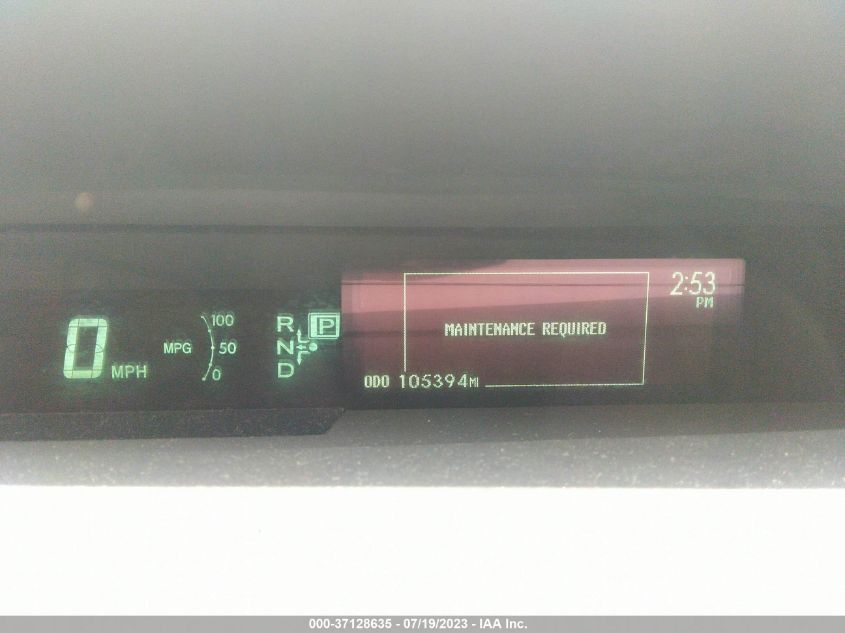 2:53
PM
MAINTENANCE REQUIRED
ODO 105394MI
0 MPH
MPG
100
50
0
R
N
D
P
000-37128635 - 07/19/2023 - IAA Inc.